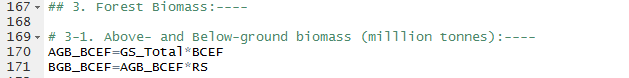 167 ## 3. Forest Biomass:----
168
169 # 3-1. Above- and Below-ground biomass (milllion tonnes):----
170 AGB_BCEF=GS_Total*BCEF
171 BGB_BCEF=AGB_BCEF*RS